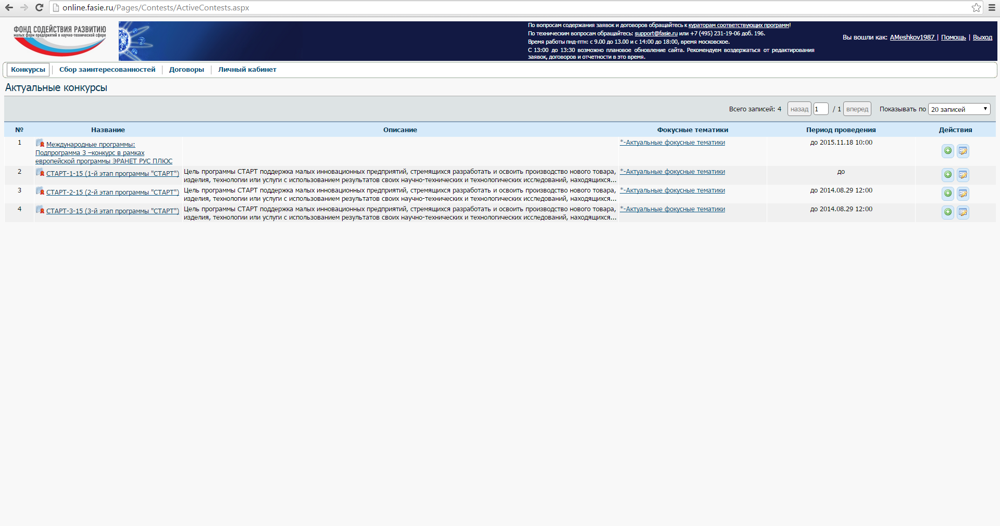 online.fasie.ru/Pages/Contests/ActiveContests.aspx
ФОНД СОДЕЙСТВИЯ РАЗВИТИЮ
малых форм предприятий в научно-технической сфере
По вопросам содержания заявок и договоров обращайтесь к кураторам соответствующих программ!
По техническим вопросам обращайтесь: support@fasie.ru или +7 (495) 231-19-06 доб. 196.
Время работы пнд-птн: с 9.00 до 13.00 и с 14:00 до 18:00, время московское.
С 13:00 до 13:30 возможно плановое обновление сайта. Рекомендуем воздержаться от редактирования
заявок, договоров и отчетности в это время.
Вы вошли как: AMeshkov1987 | Помощь | Выход
Конкурсы | Сбор заинтересованностей | Договоры | Личный кабинет
Актуальные конкурсы
Всего записей: 4 назад 1 / 1 вперед Показывать по 20 записей
№ Название Описание Фокусные тематики Период проведения Действия
1 Международные программы: *-Актуальные фокусные тематики до 2015.11.18 10:00
Подпрограмма 3 –конкурс в рамках
европейской программы ЭРАНЕТ РУС ПЛЮС
2 СТАРТ-1-15 (1-й этап программы "СТАРТ") Цель программы СТАРТ поддержка малых инновационных предприятий, стремящихся разработать и освоить производство нового товара, *-Актуальные фокусные тематики до
изделия, технологии или услуги с использованием результатов своих научно-технических и технологических исследований, находящихся...
3 СТАРТ-2-15 (2-й этап программы "СТАРТ") Цель программы СТАРТ поддержка малых инновационных предприятий, стремящихся разработать и освоить производство нового товара, *-Актуальные фокусные тематики до 2014.08.29 12:00
изделия, технологии или услуги с использованием результатов своих научно-технических и технологических исследований, находящихся...
4 СТАРТ-3-15 (3-й этап программы "СТАРТ") Цель программы СТАРТ поддержка малых инновационных предприятий, стремящихся разработать и освоить производство нового товара, *-Актуальные фокусные тематики до 2014.08.29 12:00
изделия, технологии или услуги с использованием результатов своих научно-технических и технологических исследований, находящихся...